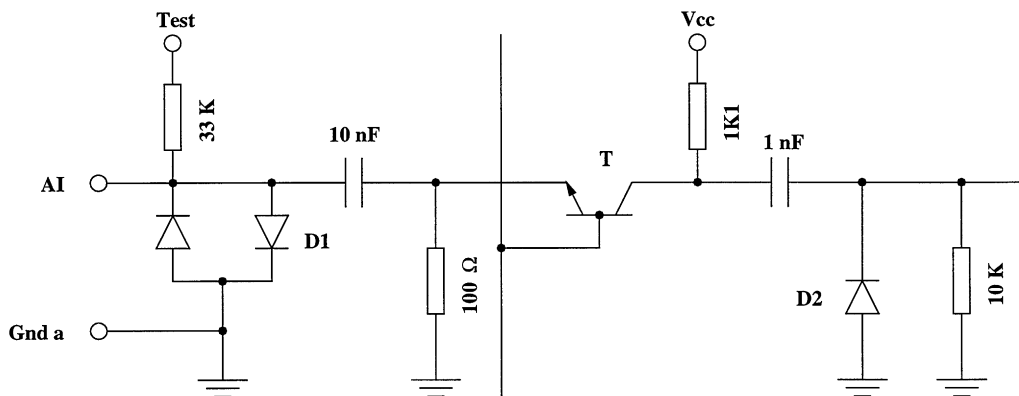 Test
Vcc
33 K
10 nF
1K1
1 nF
T
AI
D1
100 Ω
D2
10 K
Gnd a